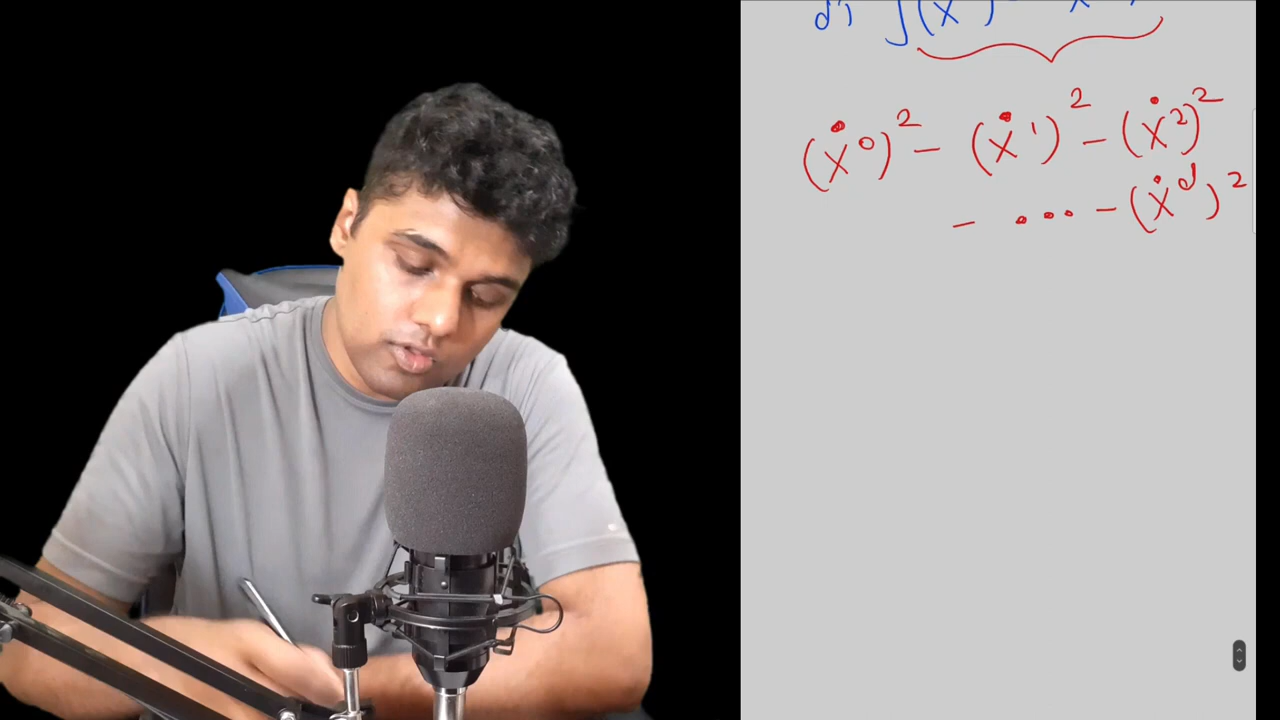 (Ẋ⁰)² − (Ẋ¹)² − (Ẋ²)²
− ... − (Ẋᵈ)²